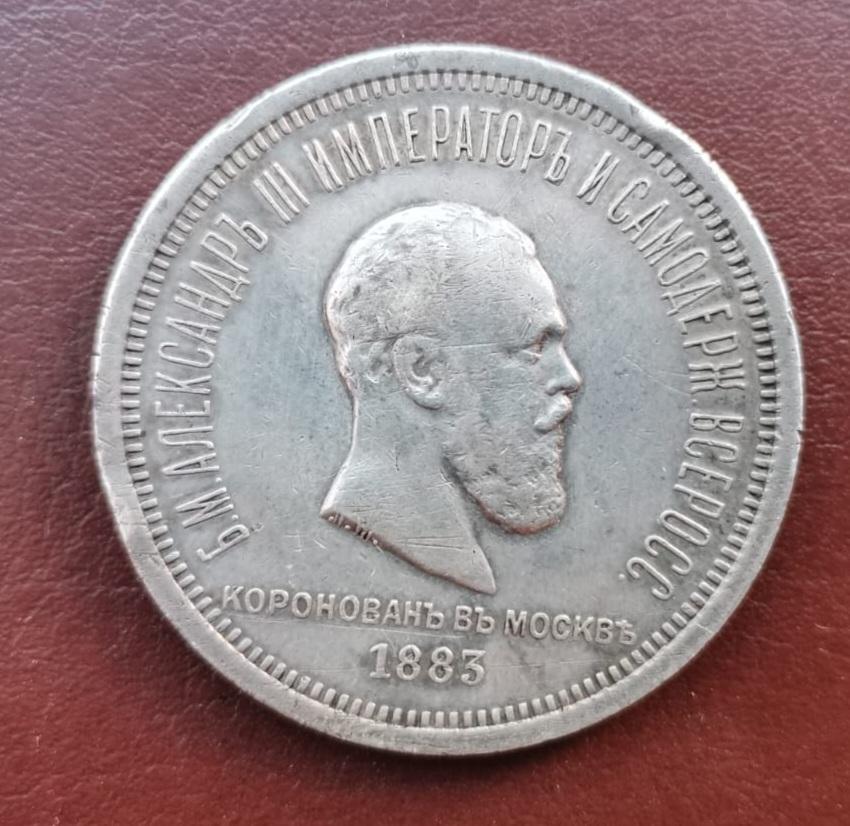 Б.М.АЛЕКСАНДРЪ III ИМПЕРАТОРЪ И САМОДЕРЖ. ВСЕРОСС.
КОРОНОВАНЪ ВЪ МОСКВѢ
1883